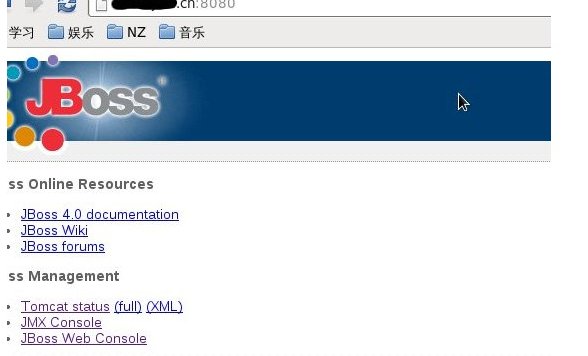 .cn:8080
学习 娱乐 NZ 音乐
JBoss®
ss Online Resources
JBoss 4.0 documentation
JBoss Wiki
JBoss forums
ss Management
Tomcat status (full) (XML)
JMX Console
JBoss Web Console